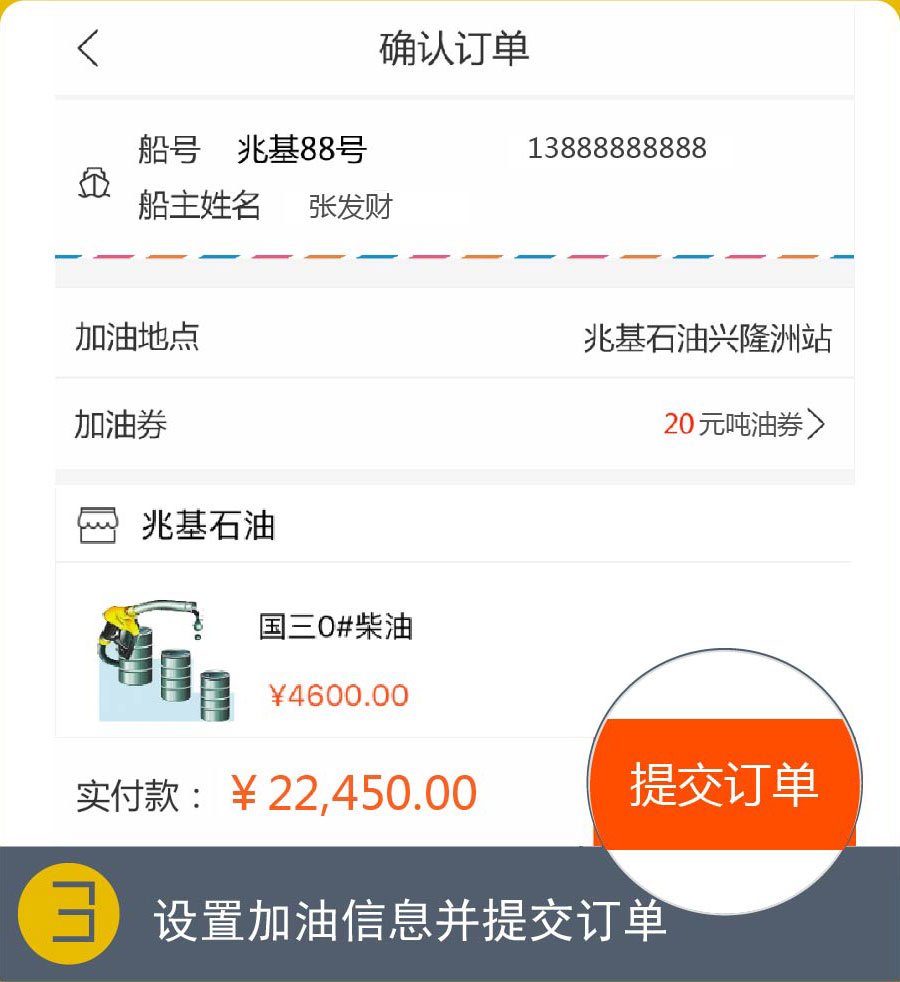 确认订单
船号 兆基88号 13888888888
船主姓名 张发财
加油地点 兆基石油兴隆洲站
加油券 20元吨油券
兆基石油
国三0#柴油
¥4600.00
实付款：¥22,450.00
提交订单
3 设置加油信息并提交订单